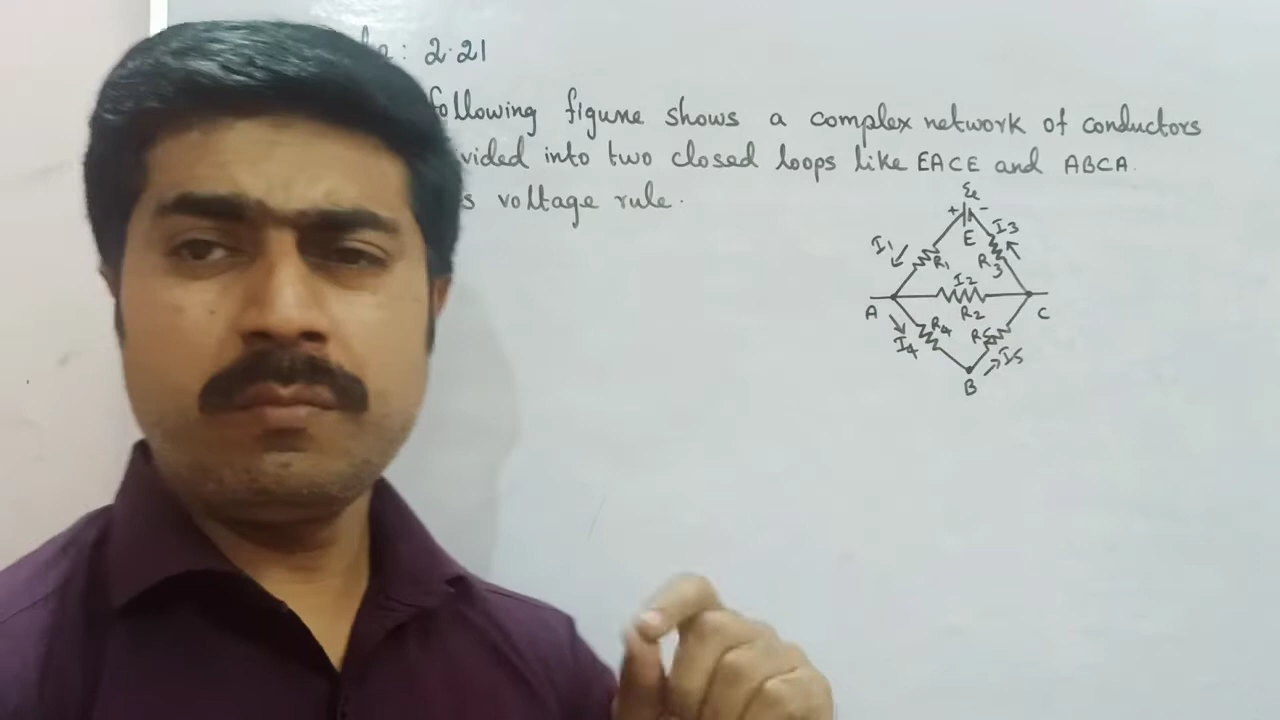 : 2.21
following figure shows a complex network of conductors
vided into two closed loops like EACE and ABCA.
s voltage rule.
+ -
E
I1
R1
I3
R3
I2
R2
A
C
R4
I4
R5
I5
B